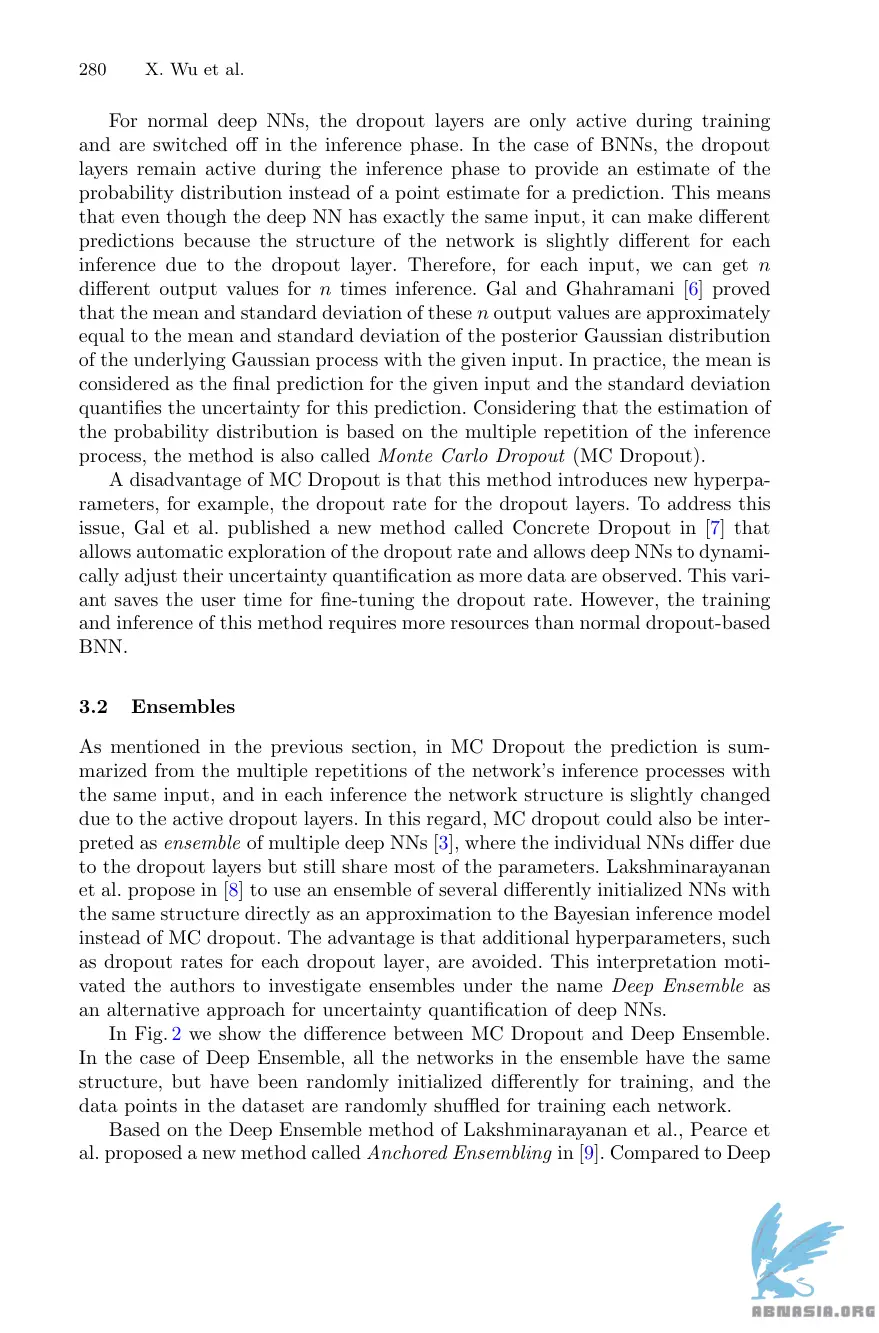 280 X. Wu et al.
For normal deep NNs, the dropout layers are only active during training
and are switched off in the inference phase. In the case of BNNs, the dropout
layers remain active during the inference phase to provide an estimate of the
probability distribution instead of a point estimate for a prediction. This means
that even though the deep NN has exactly the same input, it can make different
predictions because the structure of the network is slightly different for each
inference due to the dropout layer. Therefore, for each input, we can get n
different output values for n times inference. Gal and Ghahramani [6] proved
that the mean and standard deviation of these n output values are approximately
equal to the mean and standard deviation of the posterior Gaussian distribution
of the underlying Gaussian process with the given input. In practice, the mean is
considered as the final prediction for the given input and the standard deviation
quantifies the uncertainty for this prediction. Considering that the estimation of
the probability distribution is based on the multiple repetition of the inference
process, the method is also called Monte Carlo Dropout (MC Dropout).
A disadvantage of MC Dropout is that this method introduces new hyperpa-
rameters, for example, the dropout rate for the dropout layers. To address this
issue, Gal et al. published a new method called Concrete Dropout in [7] that
allows automatic exploration of the dropout rate and allows deep NNs to dynami-
cally adjust their uncertainty quantification as more data are observed. This vari-
ant saves the user time for fine-tuning the dropout rate. However, the training
and inference of this method requires more resources than normal dropout-based
BNN.
3.2 Ensembles
As mentioned in the previous section, in MC Dropout the prediction is sum-
marized from the multiple repetitions of the network's inference processes with
the same input, and in each inference the network structure is slightly changed
due to the active dropout layers. In this regard, MC dropout could also be inter-
preted as ensemble of multiple deep NNs [3], where the individual NNs differ due
to the dropout layers but still share most of the parameters. Lakshminarayanan
et al. propose in [8] to use an ensemble of several differently initialized NNs with
the same structure directly as an approximation to the Bayesian inference model
instead of MC dropout. The advantage is that additional hyperparameters, such
as dropout rates for each dropout layer, are avoided. This interpretation moti-
vated the authors to investigate ensembles under the name Deep Ensemble as
an alternative approach for uncertainty quantification of deep NNs.
In Fig. 2 we show the difference between MC Dropout and Deep Ensemble.
In the case of Deep Ensemble, all the networks in the ensemble have the same
structure, but have been randomly initialized differently for training, and the
data points in the dataset are randomly shuffled for training each network.
Based on the Deep Ensemble method of Lakshminarayanan et al., Pearce et
al. proposed a new method called Anchored Ensembling in [9]. Compared to Deep
ABNASIA.ORG